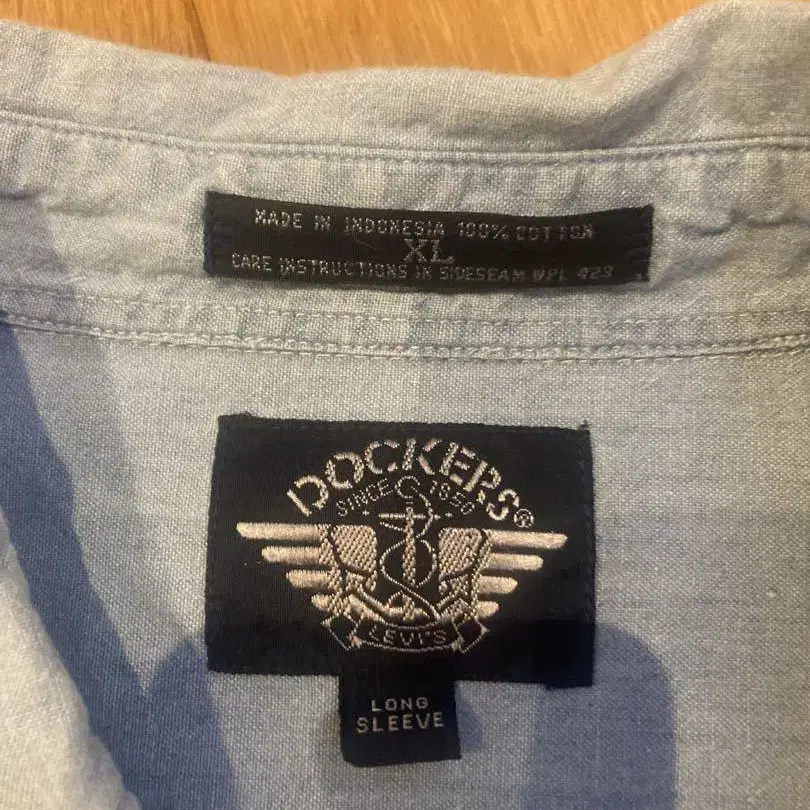 MADE IN INDONESIA 100% COTTON
XL
CARE INSTRUCTIONS IN SIDESEAM WPL 423
DOCKERS®
SINCE 1850
LEVI'S
LONG
SLEEVE